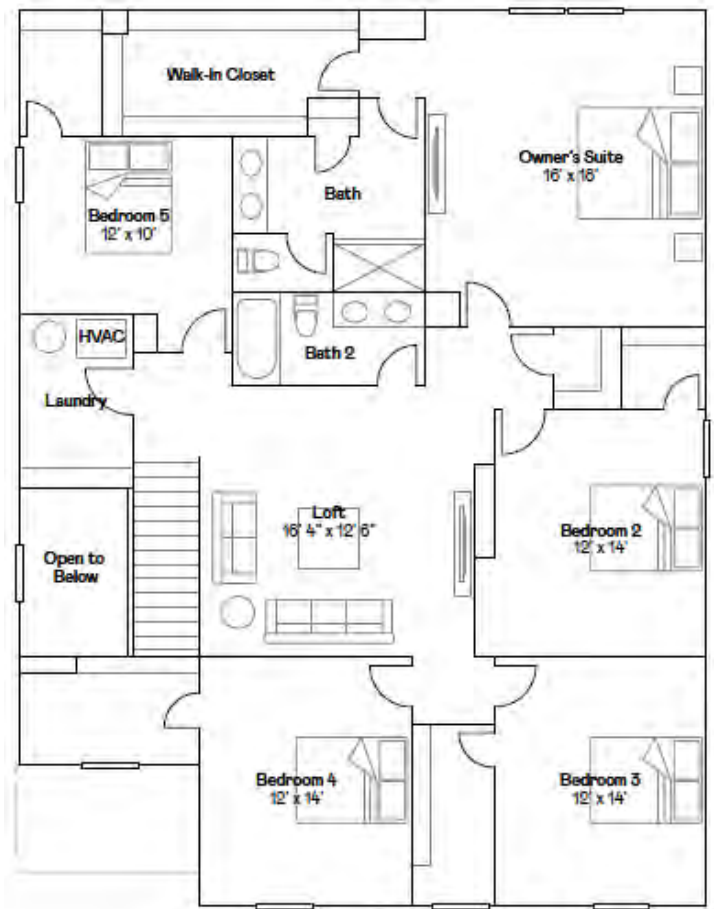 Walk-In Closet
Owner's Suite
16' x 18'
Bath
Bedroom 5
12' x 10'
HVAC
Bath 2
Laundry
Loft
16' 4" x 12' 6"
Bedroom 2
12' x 14'
Open to
Below
Bedroom 4
12' x 14'
Bedroom 3
12' x 14'